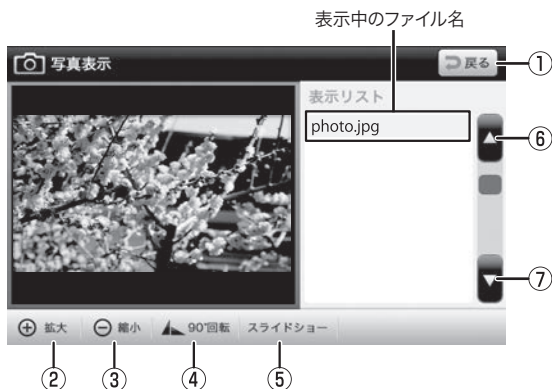 表示中のファイル名
写真表示
戻る
①
表示リスト
photo.jpg
⑥
⑦
拡大
縮小
90°回転
スライドショー
②
③
④
⑤